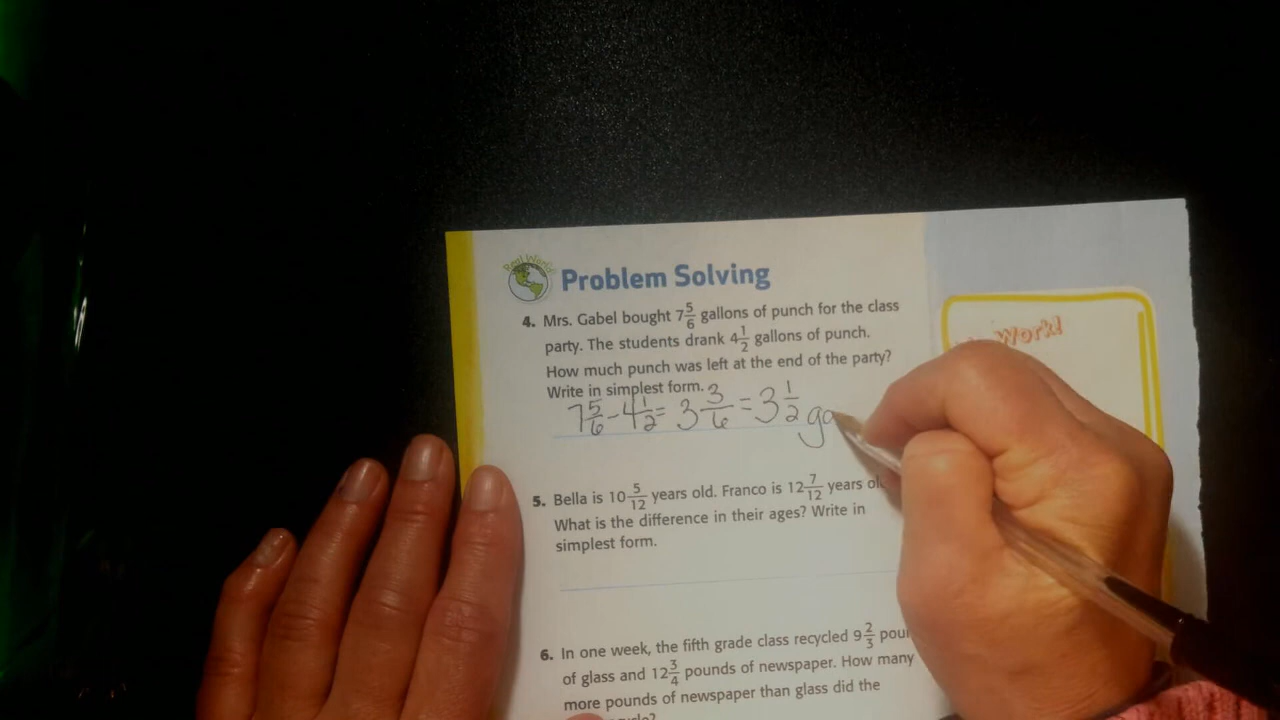 Real World
Problem Solving
4. Mrs. Gabel bought 7 5/6 gallons of punch for the class
party. The students drank 4 1/2 gallons of punch.
How much punch was left at the end of the party?
Write in simplest form.
7 5/6 - 4 1/2 = 3 3/6 = 3 1/2 ga
5. Bella is 10 5/12 years old. Franco is 12 7/12 years
What is the difference in their ages? Write in
simplest form.
6. In one week, the fifth grade class recycled 9 2/3
of glass and 12 3/4 pounds of newspaper. How many
more pounds of newspaper than glass did the
Work!